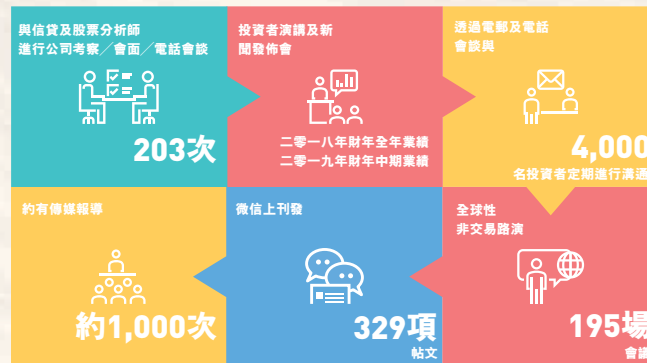 與信貸及股票分析師
進行公司考察／會面／電話會談
203次
投資者演講及新
聞發佈會
二零一八年財年全年業績
二零一九年財年中期業績
透過電郵及電話
會談與
4,000
名投資者定期進行溝通
全球性
非交易路演
195場
會議
微信上刊發
329項
帖文
約有傳媒報導
約1,000次